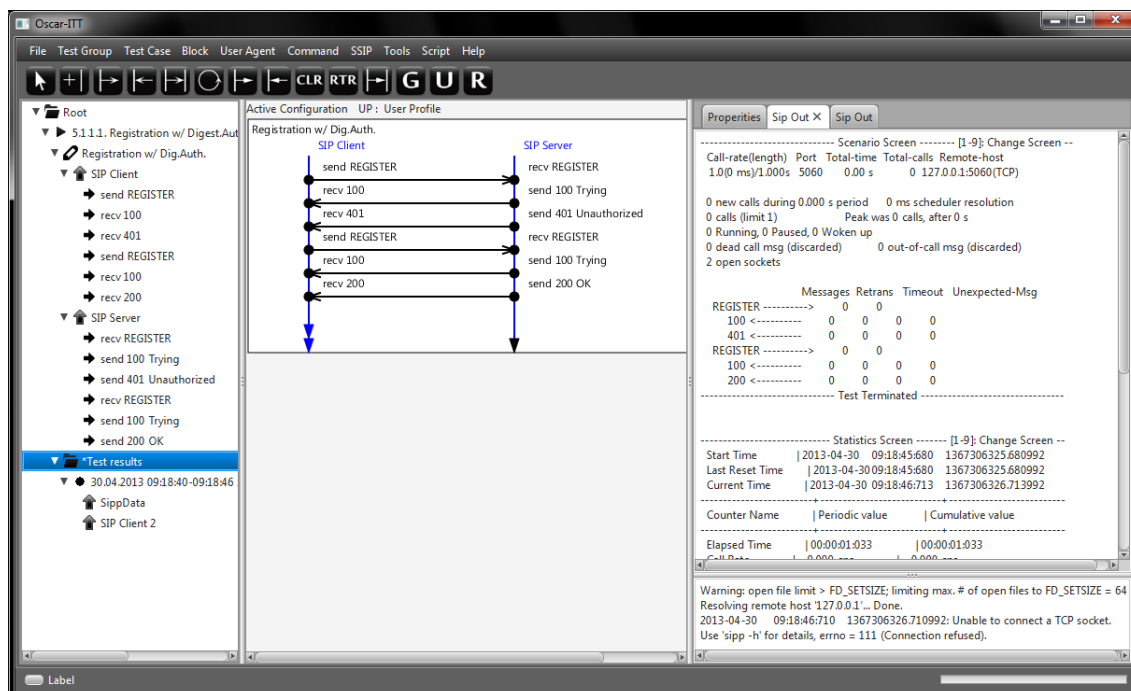 Oscar-ITT
File Test Group Test Case Block User Agent Command SSIP Tools Script Help
CLR RTR G U R
Root
5.1.1.1. Registration w/ Digest.Aut
Registration w/ Dig.Auth.
SIP Client
send REGISTER
recv 100
recv 401
send REGISTER
recv 100
recv 200
SIP Server
recv REGISTER
send 100 Trying
send 401 Unauthorized
recv REGISTER
send 100 Trying
send 200 OK
*Test results
30.04.2013 09:18:40-09:18:46
SippData
SIP Client 2
Active Configuration UP : User Profile
Registration w/ Dig.Auth.
SIP Client SIP Server
send REGISTER recv REGISTER
recv 100 send 100 Trying
recv 401 send 401 Unauthorized
send REGISTER recv REGISTER
recv 100 send 100 Trying
recv 200 send 200 OK
Properities Sip Out X Sip Out
------------------------------ Scenario Screen -------- [1-9]: Change Screen --
Call-rate(length) Port Total-time Total-calls Remote-host
1.0(0 ms)/1.000s 5060 0.00 s 0 127.0.0.1:5060(TCP)
0 new calls during 0.000 s period 0 ms scheduler resolution
0 calls (limit 1) Peak was 0 calls, after 0 s
0 Running, 0 Paused, 0 Woken up
0 dead call msg (discarded) 0 out-of-call msg (discarded)
2 open sockets
Messages Retrans Timeout Unexpected-Msg
REGISTER ----------> 0 0
100 <---------- 0 0 0 0
401 <---------- 0 0 0 0
REGISTER ----------> 0 0
100 <---------- 0 0 0 0
200 <---------- 0 0 0 0
------------------------------ Test Terminated --------------------------------
----------------------------- Statistics Screen ------- [1-9]: Change Screen --
Start Time | 2013-04-30 09:18:45:680 1367306325.680992
Last Reset Time | 2013-04-30 09:18:45:680 1367306325.680992
Current Time | 2013-04-30 09:18:46:713 1367306326.713992
-------------------------+---------------------------+--------------------------
Counter Name | Periodic value | Cumulative value
-------------------------+---------------------------+--------------------------
Elapsed Time | 00:00:01:033 | 00:00:01:033
Call Rate | 0.000 cps | 0.000 cps
Warning: open file limit > FD_SETSIZE; limiting max. # of open files to FD_SETSIZE = 64
Resolving remote host '127.0.0.1'... Done.
2013-04-30 09:18:46:710 1367306326.710992: Unable to connect a TCP socket.
Use 'sipp -h' for details, errno = 111 (Connection refused).
Label